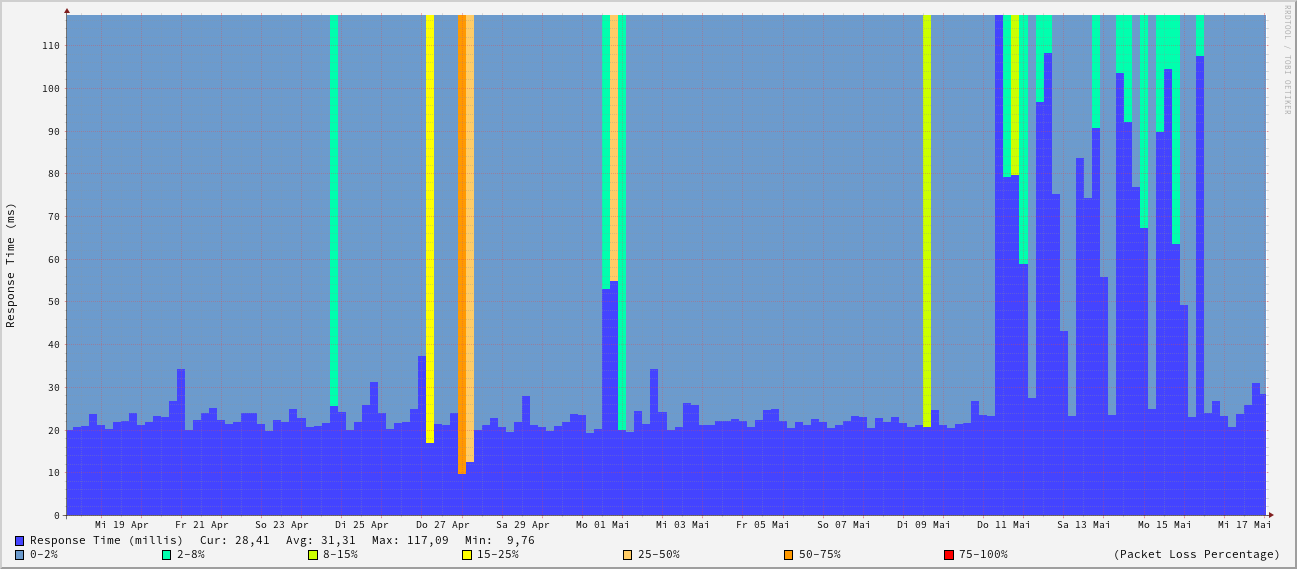 RRDTOOL / TOBI OETIKER
Response Time (ms)
110
100
90
80
70
60
50
40
30
20
10
0
Mi 19 Apr Fr 21 Apr So 23 Apr Di 25 Apr Do 27 Apr Sa 29 Apr Mo 01 Mai Mi 03 Mai Fr 05 Mai So 07 Mai Di 09 Mai Do 11 Mai Sa 13 Mai Mo 15 Mai Mi 17 Mai
Response Time (millis) Cur: 28,41 Avg: 31,31 Max: 117,09 Min: 9,76
0-2% 2-8% 8-15% 15-25% 25-50% 50-75% 75-100% (Packet Loss Percentage)